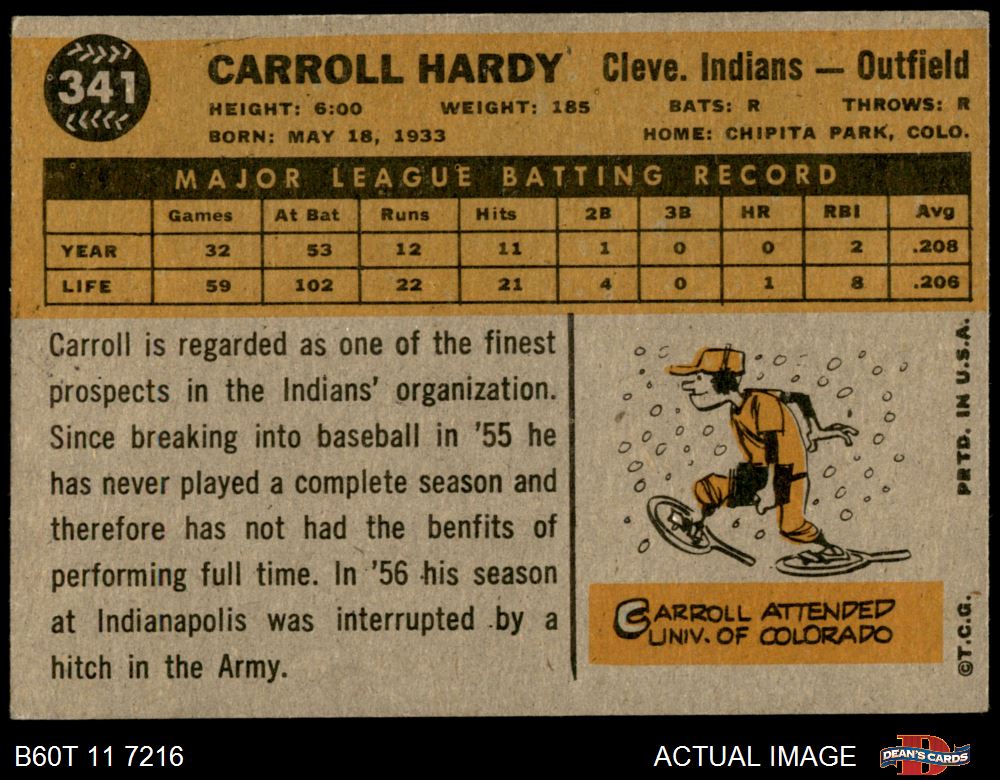 341
CARROLL HARDY Cleve. Indians — Outfield
HEIGHT: 6:00 WEIGHT: 185 BATS: R THROWS: R
BORN: MAY 18, 1933 HOME: CHIPITA PARK, COLO.
MAJOR LEAGUE BATTING RECORD
Games At Bat Runs Hits 2B 3B HR RBI Avg
YEAR 32 53 12 11 1 0 0 2 .208
LIFE 59 102 22 21 4 0 1 8 .206
Carroll is regarded as one of the finest
prospects in the Indians' organization.
Since breaking into baseball in '55 he
has never played a complete season and
therefore has not had the benfits of
performing full time. In '56 his season
at Indianapolis was interrupted by a
hitch in the Army.
CARROLL ATTENDED
UNIV. OF COLORADO
©T.C.G. PRTD. IN U.S.A.
B60T 11 7216 ACTUAL IMAGE DEAN'S CARDS